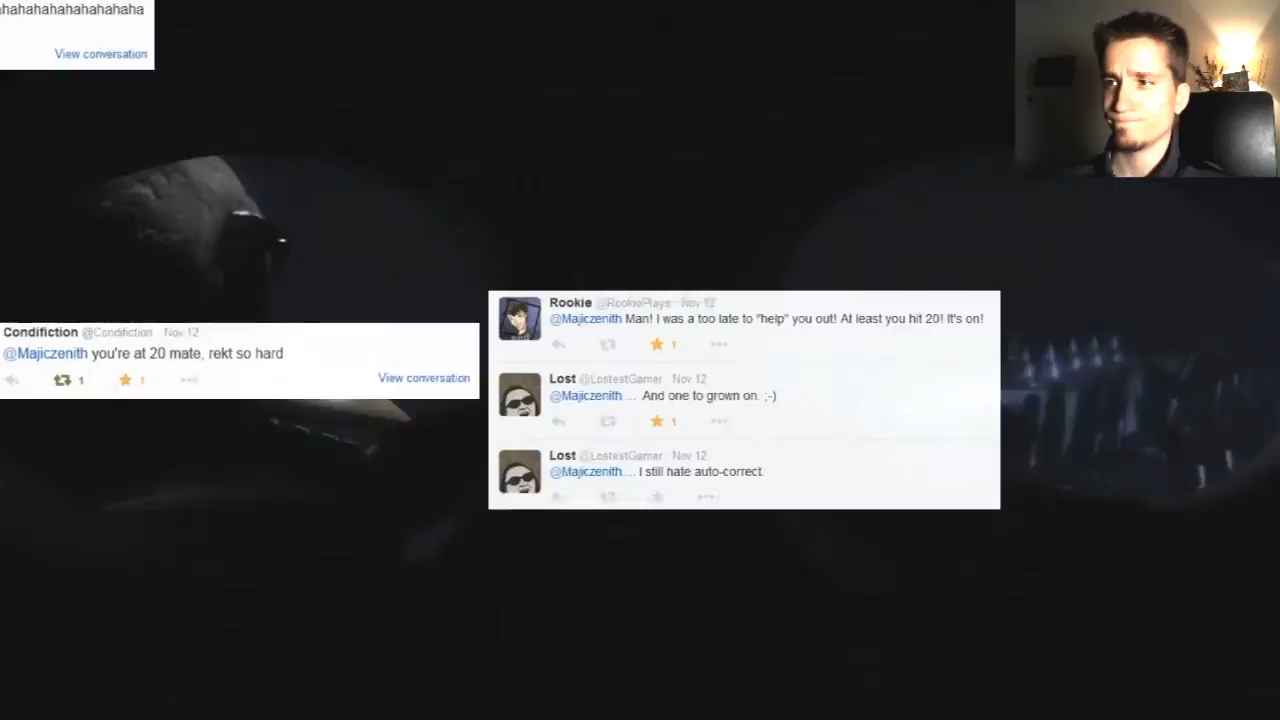 ahahahahahahahahaha
View conversation
Condifiction @Condifiction · Nov 12
@Majiczenith you're at 20 mate, rekt so hard
1 1
View conversation
Rookie @RookiePlays · Nov 12
@Majiczenith Man! I was a too late to "help" you out! At least you hit 20! It's on!
1
Lost @LostestGamer · Nov 12
@Majiczenith ... And one to grown on. ;-)
1
Lost @LostestGamer · Nov 12
@Majiczenith.... I still hate auto-correct.